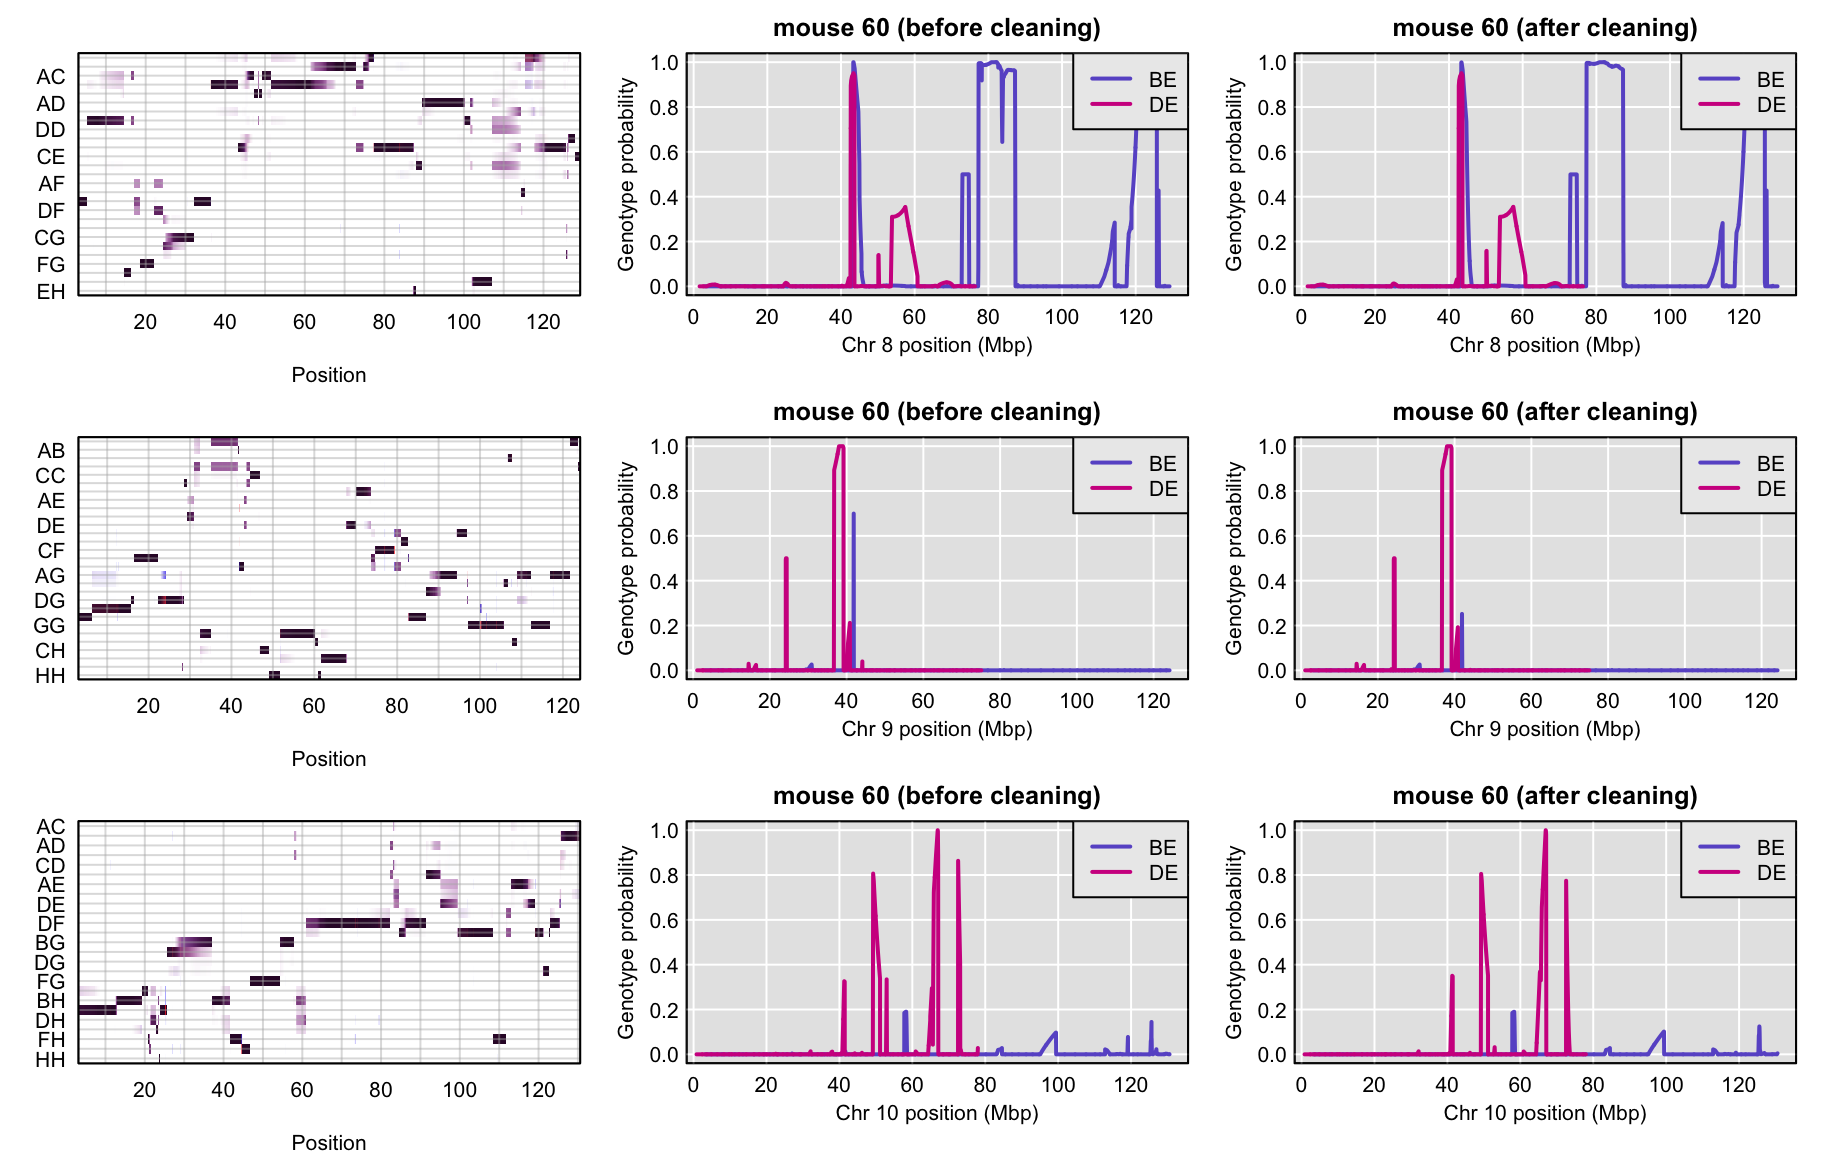 mouse 60 (before cleaning)
mouse 60 (after cleaning)
AC
AD
DD
CE
AF
DF
CG
FG
EH
20 40 60 80 100 120
Position
Genotype probability
1.0
0.8
0.6
0.4
0.2
0.0
BE
DE
0 20 40 60 80 100 120
Chr 8 position (Mbp)
Genotype probability
1.0
0.8
0.6
0.4
0.2
0.0
BE
DE
0 20 40 60 80 100 120
Chr 8 position (Mbp)
mouse 60 (before cleaning)
mouse 60 (after cleaning)
AB
CC
AE
DE
CF
AG
DG
GG
CH
HH
20 40 60 80 100 120
Position
Genotype probability
1.0
0.8
0.6
0.4
0.2
0.0
BE
DE
0 20 40 60 80 100 120
Chr 9 position (Mbp)
Genotype probability
1.0
0.8
0.6
0.4
0.2
0.0
BE
DE
0 20 40 60 80 100 120
Chr 9 position (Mbp)
mouse 60 (before cleaning)
mouse 60 (after cleaning)
AC
AD
CD
AE
DE
DF
BG
DG
FG
BH
DH
FH
HH
20 40 60 80 100 120
Position
Genotype probability
1.0
0.8
0.6
0.4
0.2
0.0
BE
DE
0 20 40 60 80 100 120
Chr 10 position (Mbp)
Genotype probability
1.0
0.8
0.6
0.4
0.2
0.0
BE
DE
0 20 40 60 80 100 120
Chr 10 position (Mbp)